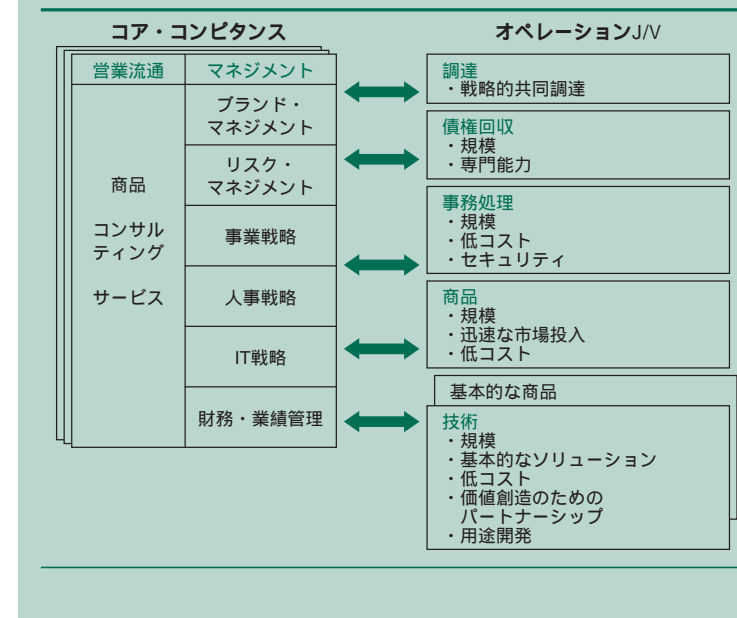 コア・コンピタンス
営業流通
商品
コンサル
ティング
サービス
マネジメント
ブランド・
マネジメント
リスク・
マネジメント
事業戦略
人事戦略
IT戦略
財務・業績管理
オペレーションJ/V
調達
・戦略的共同調達
債権回収
・規模
・専門能力
事務処理
・規模
・低コスト
・セキュリティ
商品
・規模
・迅速な市場投入
・低コスト
基本的な商品
技術
・規模
・基本的なソリューション
・低コスト
・価値創造のための
パートナーシップ
・用途開発